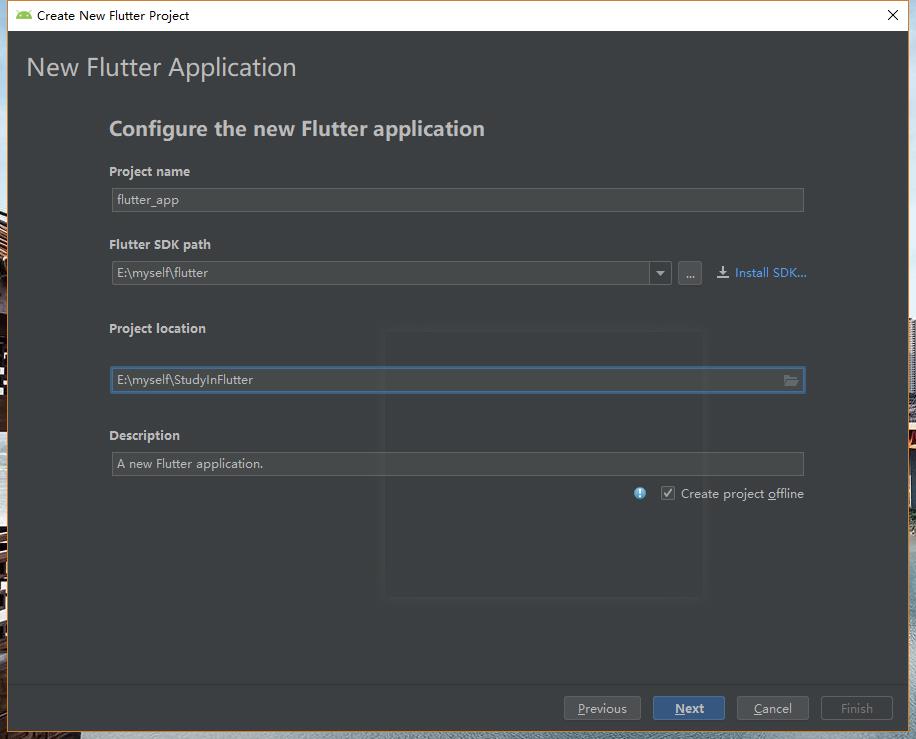 Create New Flutter Project
New Flutter Application
Configure the new Flutter application
Project name
flutter_app
Flutter SDK path
E:\myself\flutter
... Install SDK...
Project location
E:\myself\StudyInFlutter
Description
A new Flutter application.
Create project offline
Previous Next Cancel Finish